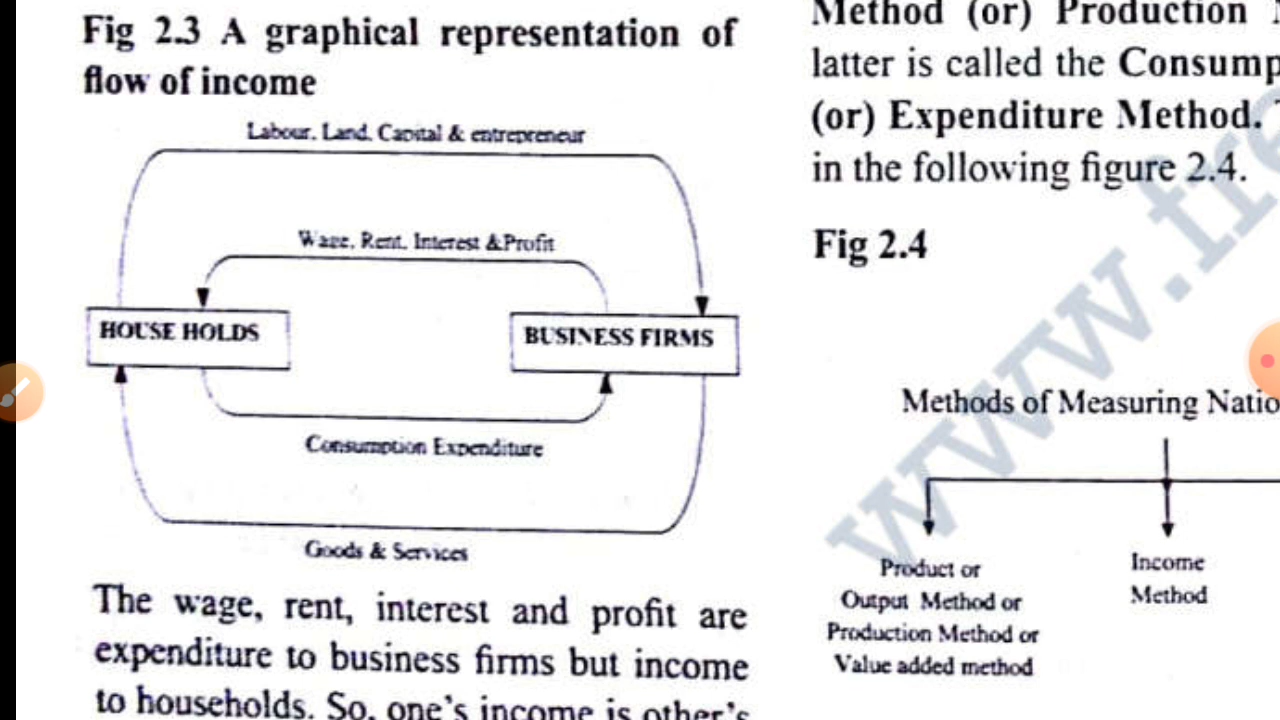 Fig 2.3 A graphical representation of
flow of income
Labour, Land, Capital & entrepreneur
Wage, Rent, Interest &Profit
HOUSE HOLDS
BUSINESS FIRMS
Consumption Expenditure
Goods & Services
The wage, rent, interest and profit are
expenditure to business firms but income
to households. So, one's income is other's
Method (or) Production
latter is called the Consump
(or) Expenditure Method.
in the following figure 2.4.
Fig 2.4
Methods of Measuring Natio
Product or
Output Method or
Production Method or
Value added method
Income
Method
www.fre